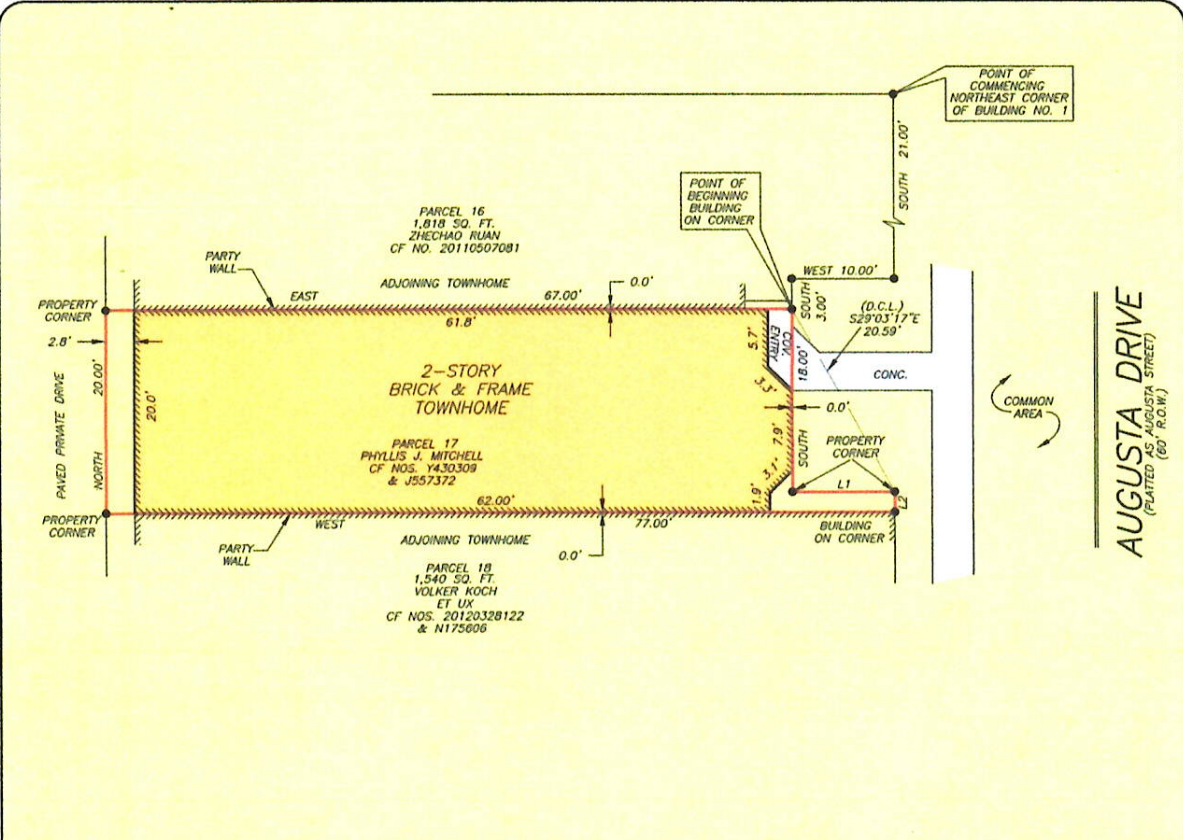 POINT OF
COMMENCING
NORTHEAST CORNER
OF BUILDING NO. 1
SOUTH 21.00'
POINT OF
BEGINNING
BUILDING
ON CORNER
PARCEL 16
1,818 SQ. FT.
ZHECHAO RUAN
CF NO. 20110507081
PARTY
WALL
ADJOINING TOWNHOME
0.0'
WEST 10.00'
PROPERTY
CORNER
EAST
67.00'
SOUTH
3.00'
(D.C.L.)
S29°03'17"E
20.59'
61.8'
2.8'
PAVED PRIVATE DRIVE
NORTH 20.00'
20.0'
2-STORY
BRICK & FRAME
TOWNHOME
5.7'
COV.
ENTRY
18.00'
3.3'
CONC.
0.0'
COMMON
AREA
AUGUSTA DRIVE
(PLATTED AS AUGUSTA STREET)
(60' R.O.W.)
PARCEL 17
PHYLLIS J. MITCHELL
CF NOS. Y430309
& J557372
7.9'
SOUTH
PROPERTY
CORNER
3.1'
1.9'
L1
L2
62.00'
PROPERTY
CORNER
WEST
77.00'
BUILDING
ON CORNER
PARTY
WALL
ADJOINING TOWNHOME
0.0'
PARCEL 18
1,540 SQ. FT.
VOLKER KOCH
ET UX
CF NOS. 20120328122
& N175606